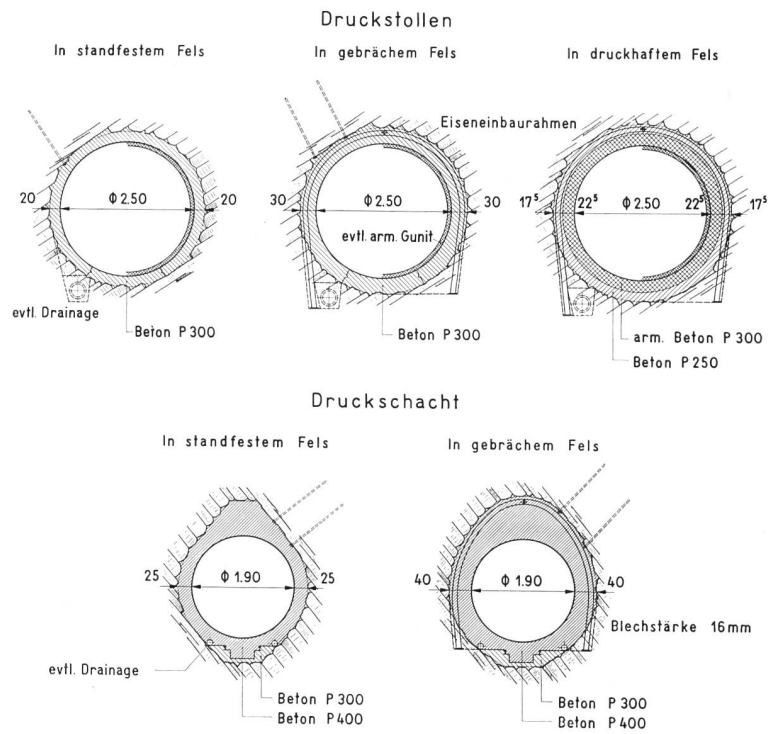 Druckstollen
In standfestem Fels
In gebrächem Fels
In druckhaftem Fels
Eiseneinbaurahmen
20 Φ 2.50 20
30 Φ 2.50 30
17⁵ 22⁵ Φ 2.50 22⁵ 17⁵
evtl. arm. Gunit
evtl. Drainage
Beton P 300
Beton P 300
arm. Beton P 300
Beton P 250
Druckschacht
In standfestem Fels
In gebrächem Fels
25 Φ 1.90 25
40 Φ 1.90 40
Blechstärke 16mm
evtl. Drainage
Beton P 300
Beton P 400
Beton P 300
Beton P 400